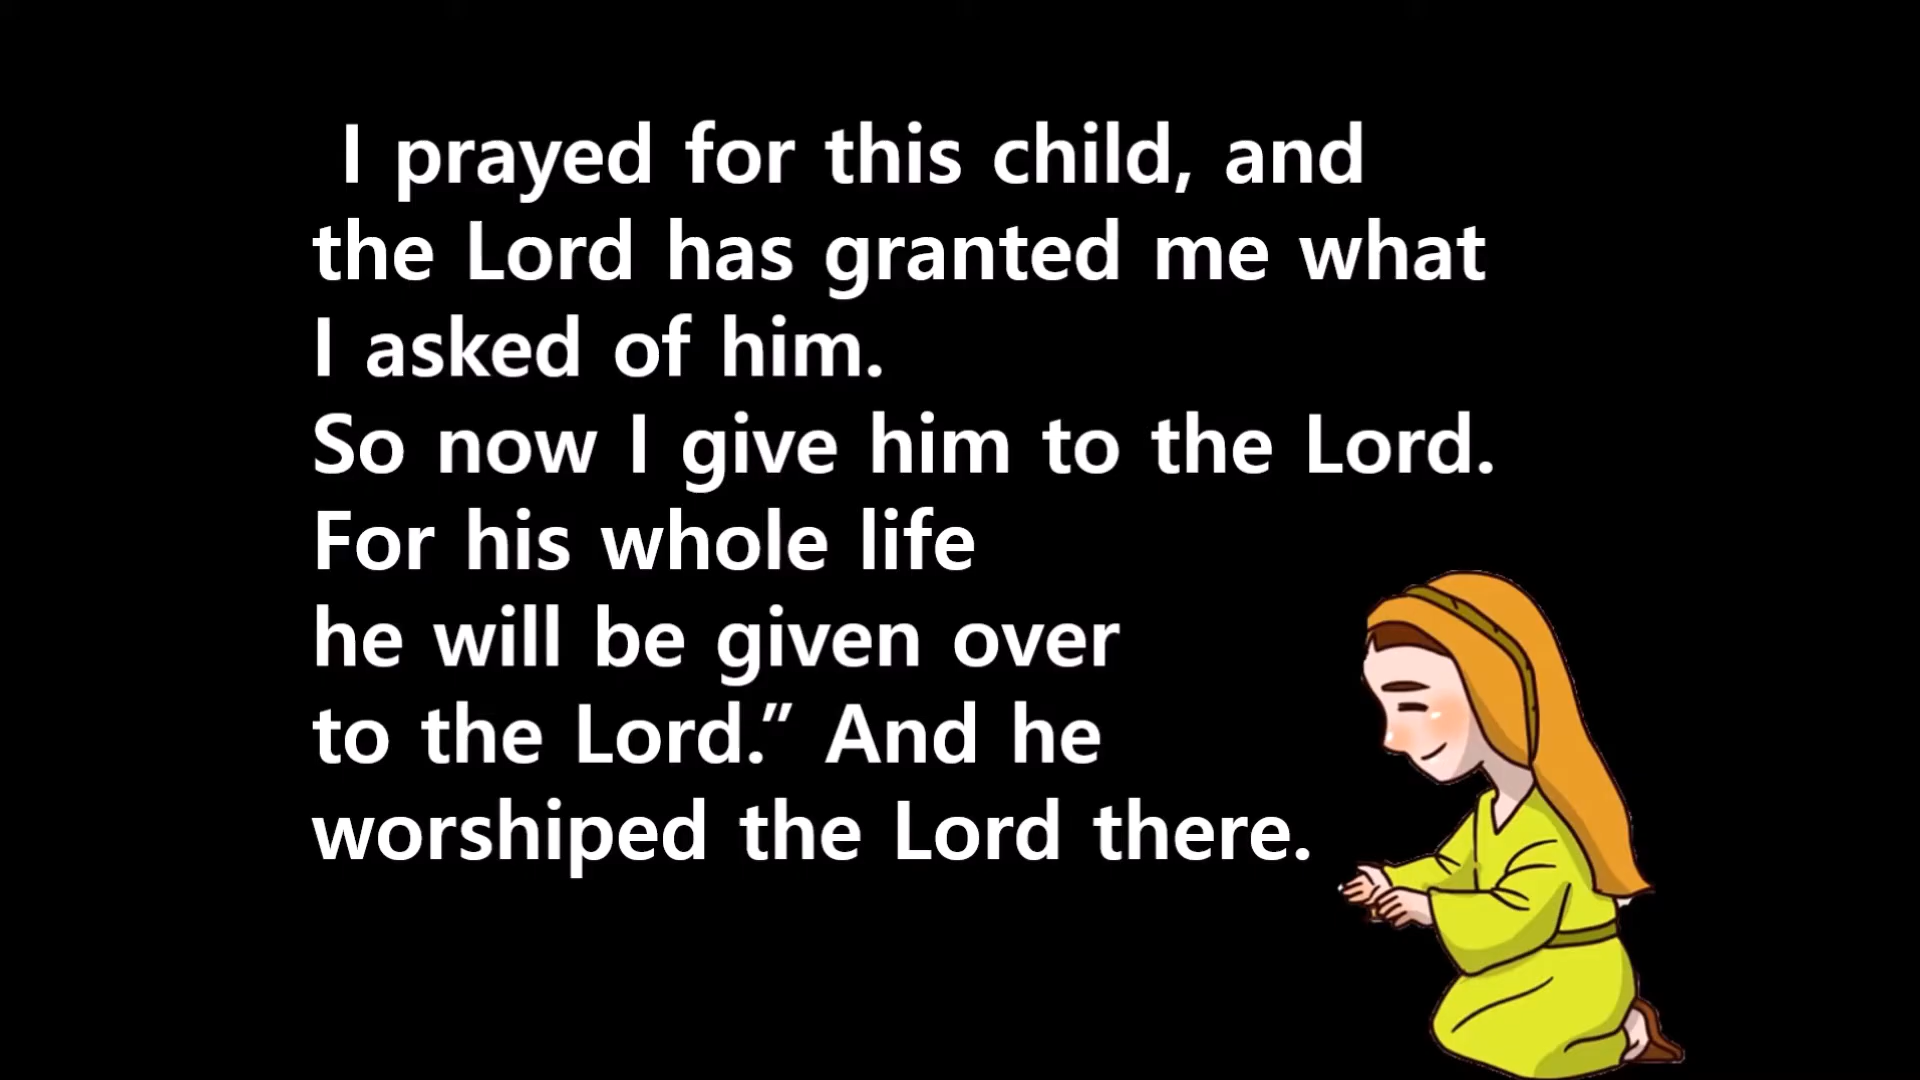 I prayed for this child, and
the Lord has granted me what
I asked of him.
So now I give him to the Lord.
For his whole life
he will be given over
to the Lord.” And he
worshiped the Lord there.